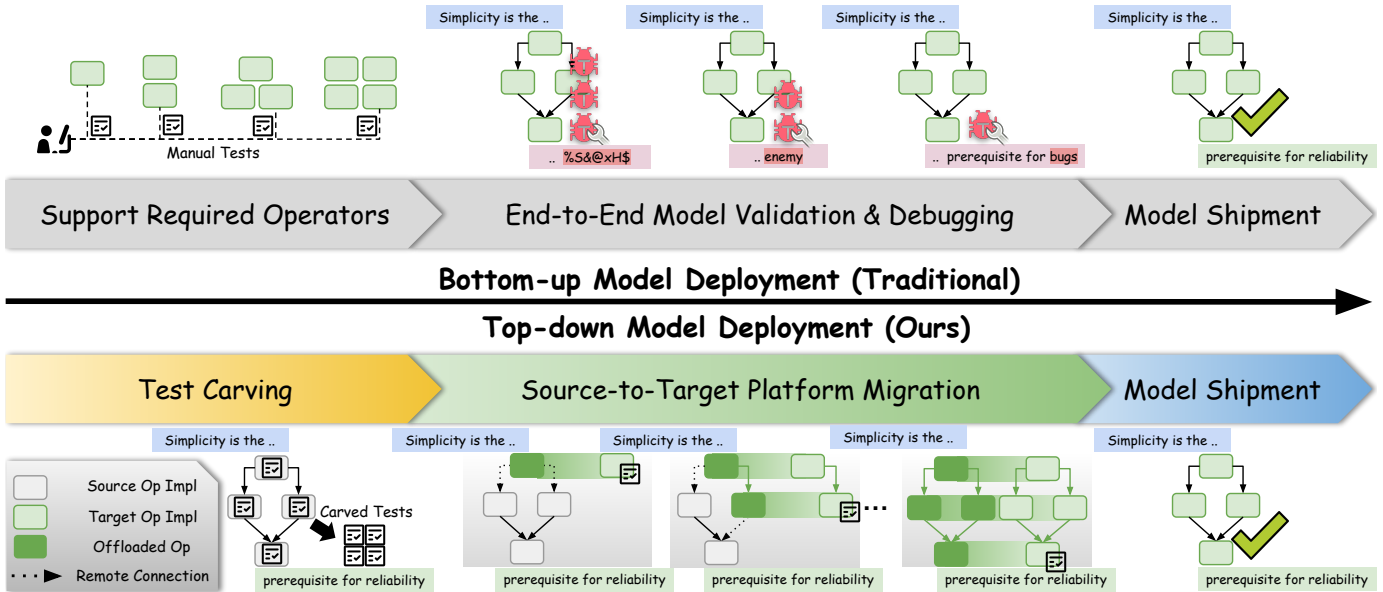 Simplicity is the ..
Simplicity is the ..
Simplicity is the ..
Simplicity is the ..
Manual Tests
.. %S&@xH$
.. enemy
.. prerequisite for bugs
prerequisite for reliability
Support Required Operators
End-to-End Model Validation & Debugging
Model Shipment
Bottom-up Model Deployment (Traditional)
Top-down Model Deployment (Ours)
Test Carving
Source-to-Target Platform Migration
Model Shipment
Simplicity is the ..
Simplicity is the ..
Simplicity is the ..
Simplicity is the ..
Simplicity is the ..
Source Op Impl
Target Op Impl
Offloaded Op
Remote Connection
Carved Tests
...
prerequisite for reliability
prerequisite for reliability
prerequisite for reliability
prerequisite for reliability
prerequisite for reliability